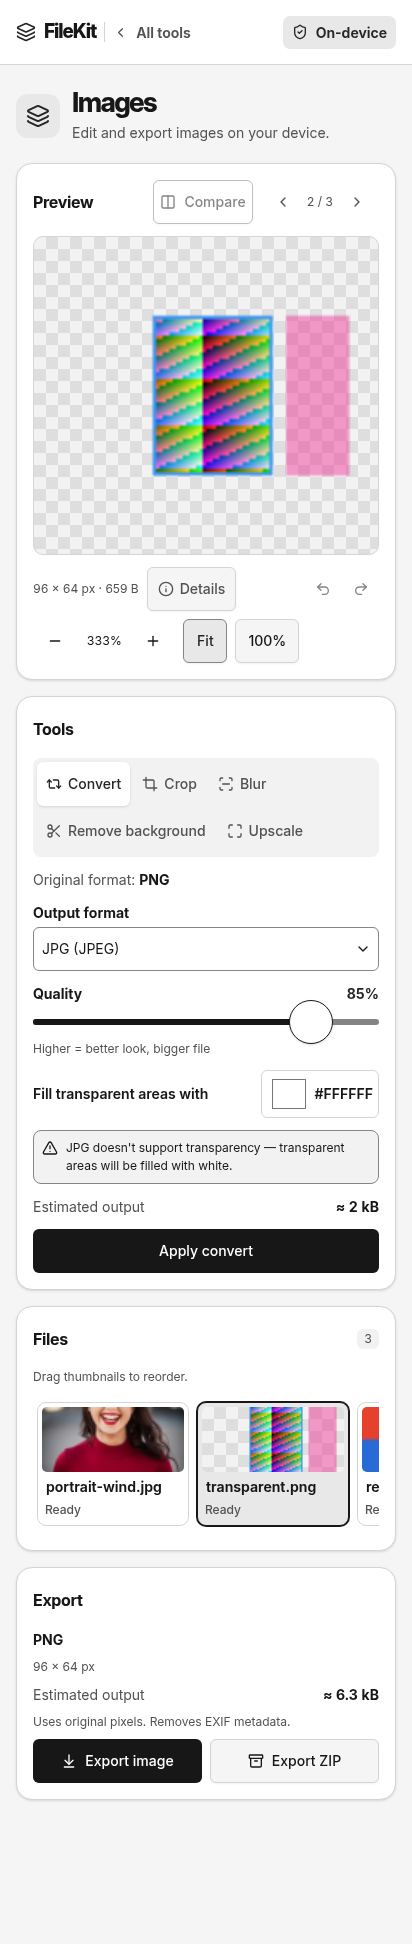 FileKit
All tools
On-device
Images
Edit and export images on your device.
Preview
Compare
2 / 3
96 × 64 px · 659 B
Details
333%
Fit
100%
Tools
Convert
Crop
Blur
Remove background
Upscale
Original format: PNG
Output format
JPG (JPEG)
Quality
85%
Higher = better look, bigger file
Fill transparent areas with
#FFFFFF
JPG doesn't support transparency — transparent
areas will be filled with white.
Estimated output
≈ 2 kB
Apply convert
Files
3
Drag thumbnails to reorder.
portrait-wind.jpg
Ready
transparent.png
Ready
re
Re
Export
PNG
96 × 64 px
Estimated output
≈ 6.3 kB
Uses original pixels. Removes EXIF metadata.
Export image
Export ZIP